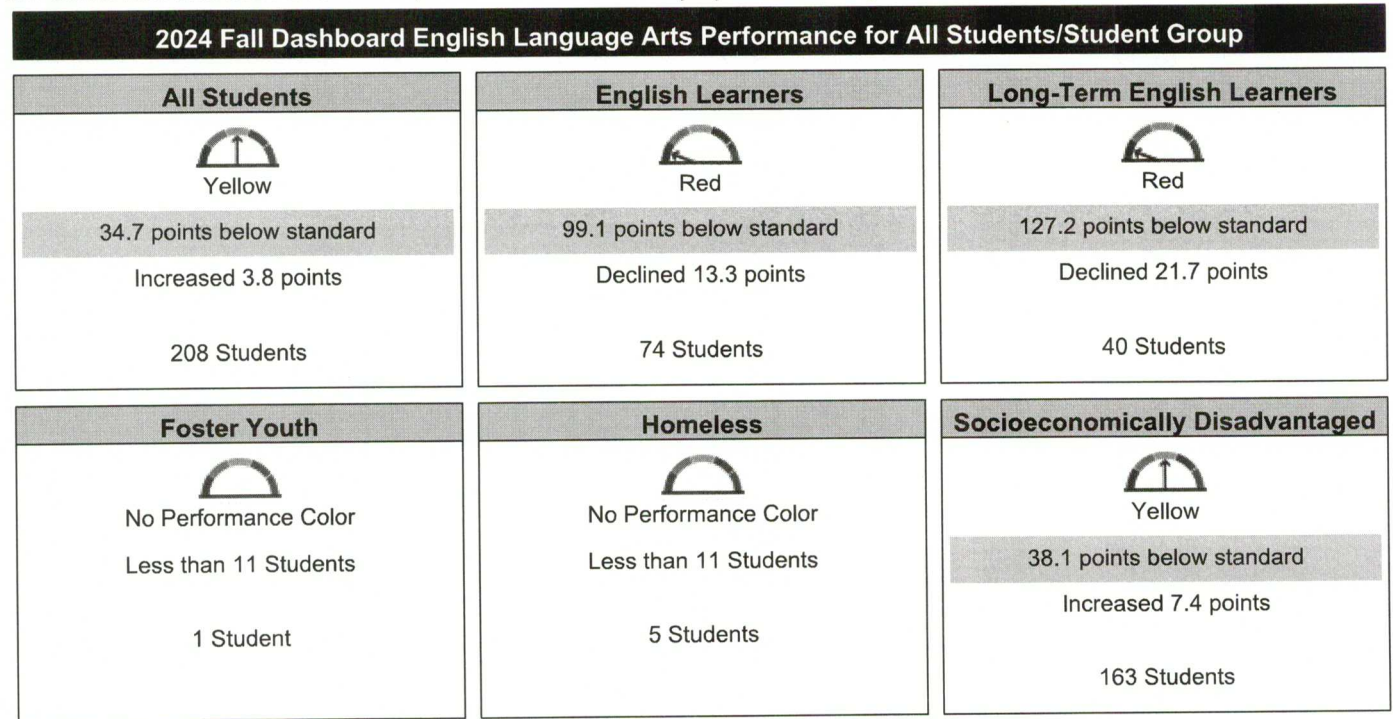 2024 Fall Dashboard English Language Arts Performance for All Students/Student Group
All Students
Yellow
34.7 points below standard
Increased 3.8 points
208 Students
English Learners
Red
99.1 points below standard
Declined 13.3 points
74 Students
Long-Term English Learners
Red
127.2 points below standard
Declined 21.7 points
40 Students
Foster Youth
No Performance Color
Less than 11 Students
1 Student
Homeless
No Performance Color
Less than 11 Students
5 Students
Socioeconomically Disadvantaged
Yellow
38.1 points below standard
Increased 7.4 points
163 Students